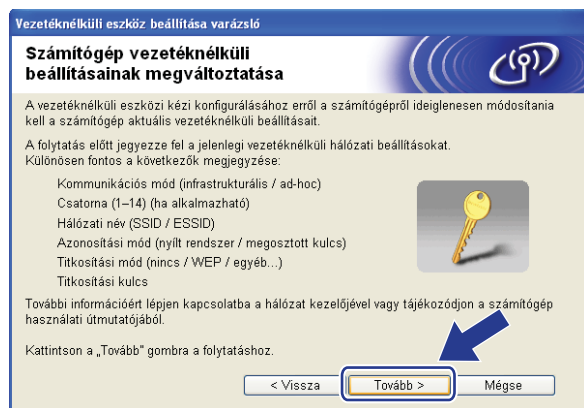 Vezetéknélküli eszköz beállítása varázsló
Számítógép vezetéknélküli
beállításainak megváltoztatása
A vezetéknélküli eszközi kézi konfigurálásához erről a számítógépről ideiglenesen módosítania
kell a számítógép aktuális vezetéknélküli beállításait.
A folytatás előtt jegyezze fel a jelenlegi vezetéknélküli hálózati beállításokat.
Különösen fontos a következők megjegyzése:
Kommunikációs mód (infrastrukturális / ad-hoc)
Csatorna (1–14) (ha alkalmazható)
Hálózati név (SSID / ESSID)
Azonosítási mód (nyílt rendszer / megosztott kulcs)
Titkosítási mód (nincs / WEP / egyéb...)
Titkosítási kulcs
További információért lépjen kapcsolatba a hálózat kezelőjével vagy tájékozódjon a számítógép
használati útmutatójából.
Kattintson a „Tovább" gombra a folytatáshoz.
< Vissza Tovább > Mégse